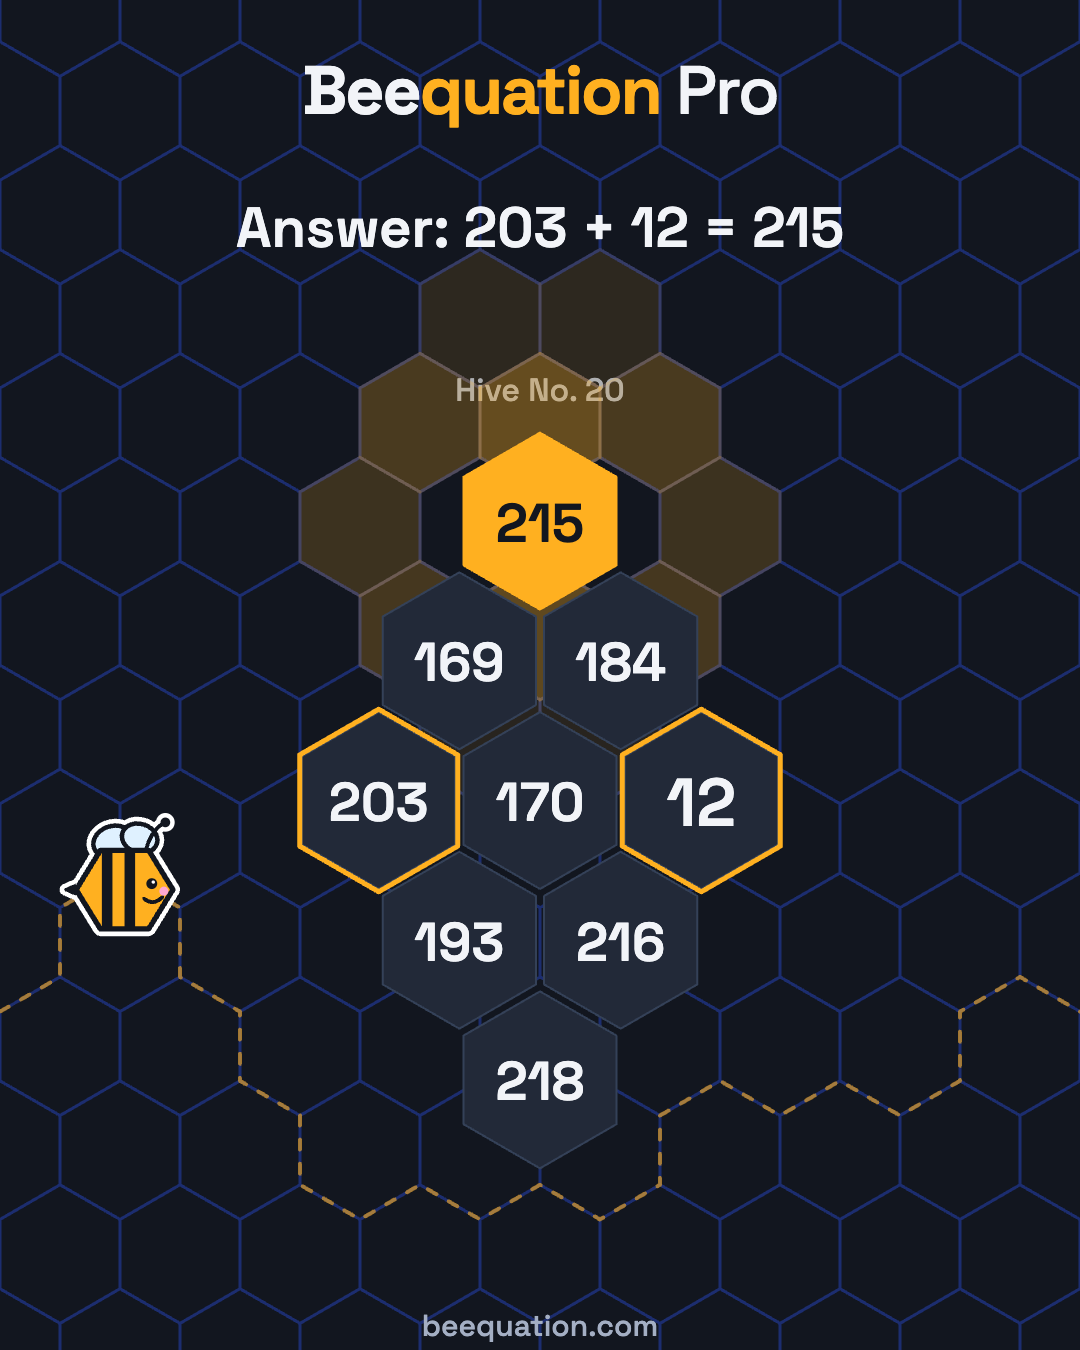 Beequation Pro
Answer: 203 + 12 = 215
Hive No. 20
215
169 184
203 170 12
193 216
218
beequation.com